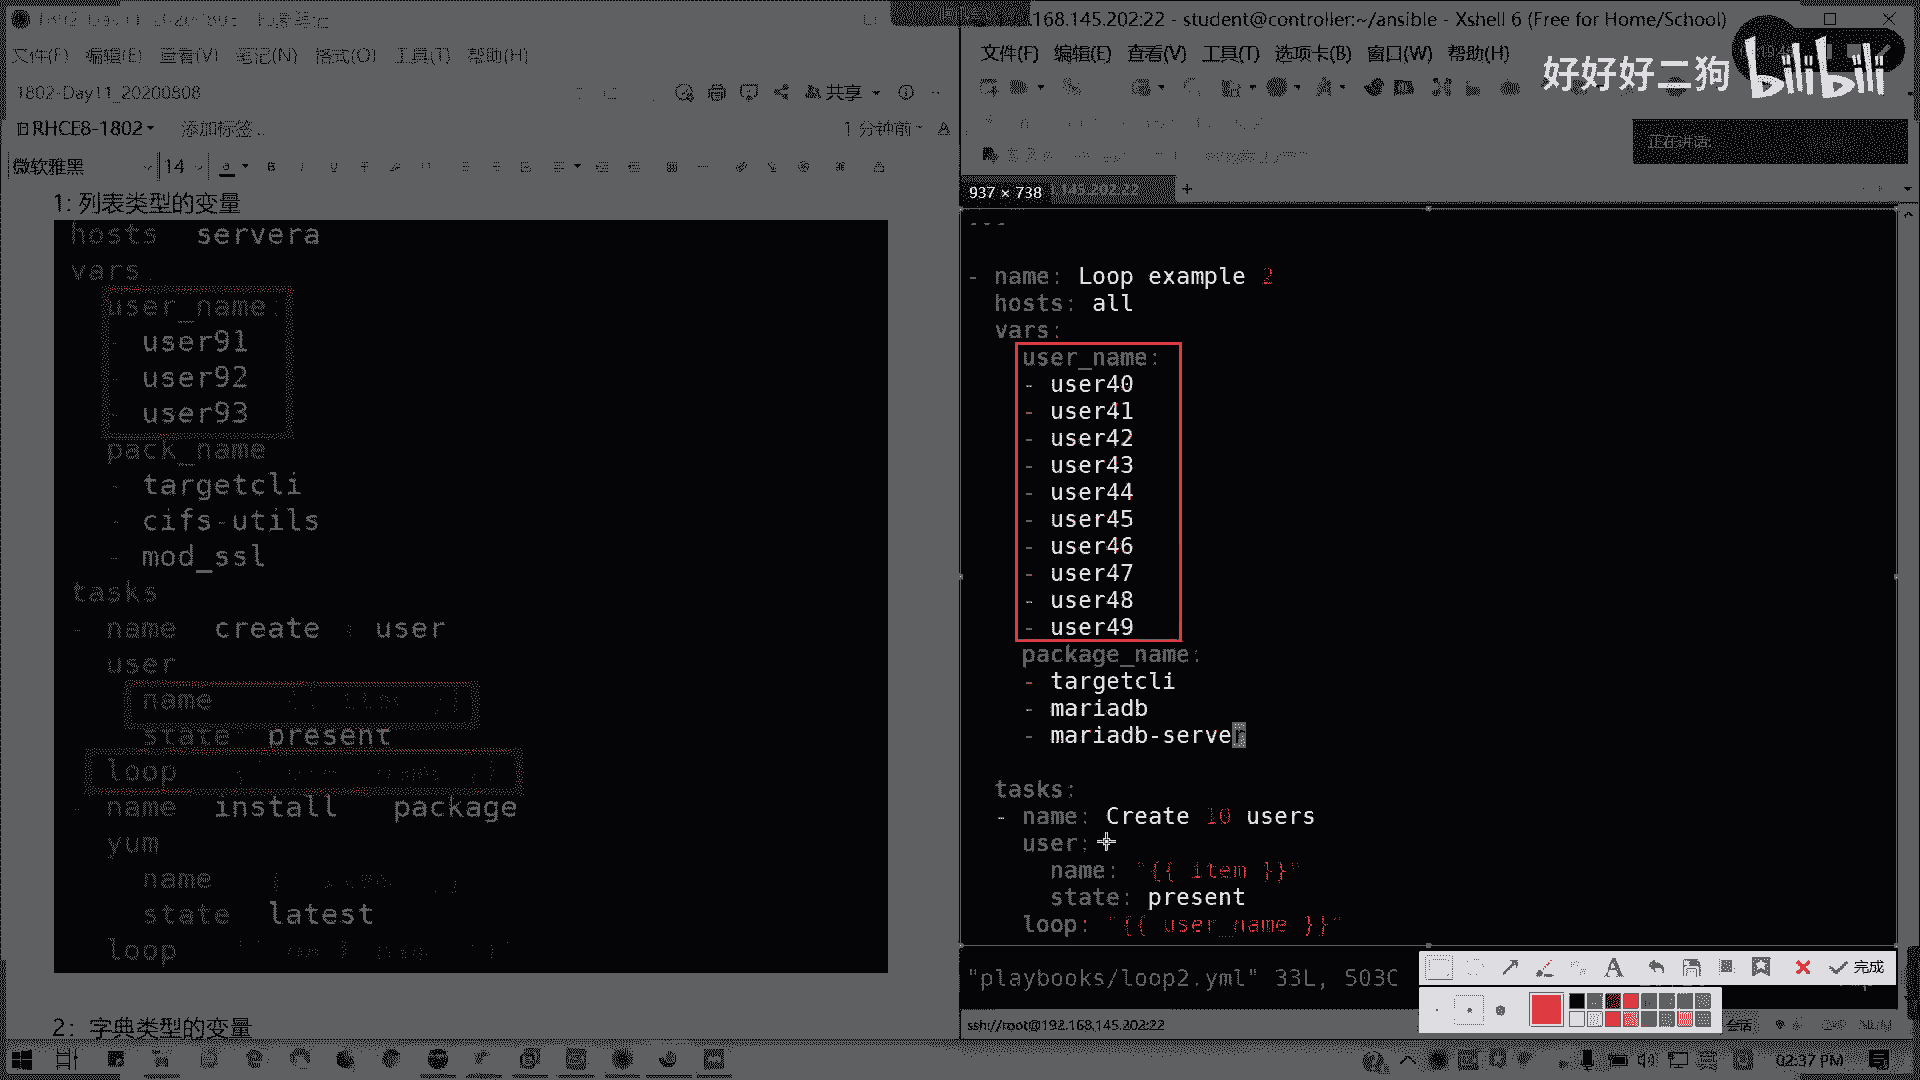 文件(F) 编辑(E) 查看(V) 笔记(N) 格式(O) 工具(T) 帮助(H)
1802-Day11_20200808
共享
RHCE8-1802 添加标签
1 分钟前
微软雅黑 14
1: 列表类型的变量
hosts servera
vars
user_name:
- user91
- user92
- user93
pack_name
- targetcli
- cifs-utils
- mod_ssl
tasks
- name create user
user
name
state present
loop
- name install package
yum
name
state latest
loop
2: 字典类型的变量
168.145.202:22 - student@controller:~/ansible - Xshell 6 (Free for Home/School)
文件(F) 编辑(E) 查看(V) 工具(T) 选项卡(B) 窗口(W) 帮助(H)
好好好二狗 bilibili
正在讲话:
937 × 738
.145.202:22
---
- name: Loop example 2
hosts: all
vars:
user_name:
- user40
- user41
- user42
- user43
- user44
- user45
- user46
- user47
- user48
- user49
package_name:
- targetcli
- mariadb
- mariadb-server
tasks:
- name: Create 10 users
user:
name: "{{ item }}"
state: present
loop: "{{ user_name }}"
"playbooks/loop2.yml" 33L, 503C
完成
ssh://root@192.168.145.202:22
会话
02:37 PM